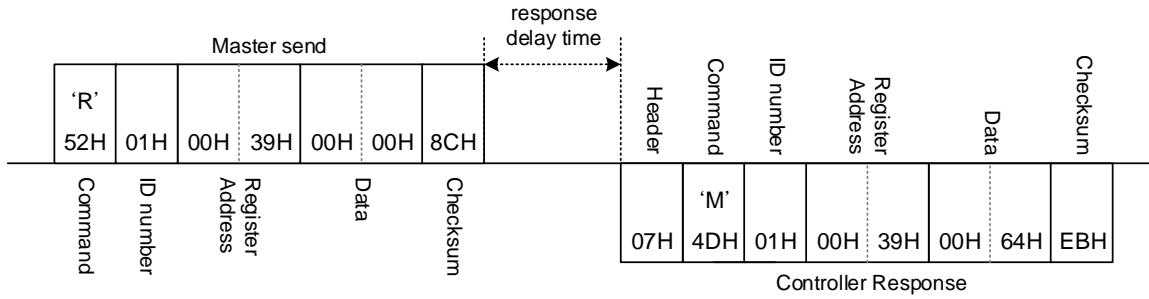 response
delay time
Master send
‘R’
52H 01H 00H 39H 00H 00H 8CH
Command
ID number
Register
Address
Data
Checksum
Header
Command
ID number
Register
Address
Data
Checksum
‘M’
07H 4DH 01H 00H 39H 00H 64H EBH
Controller Response